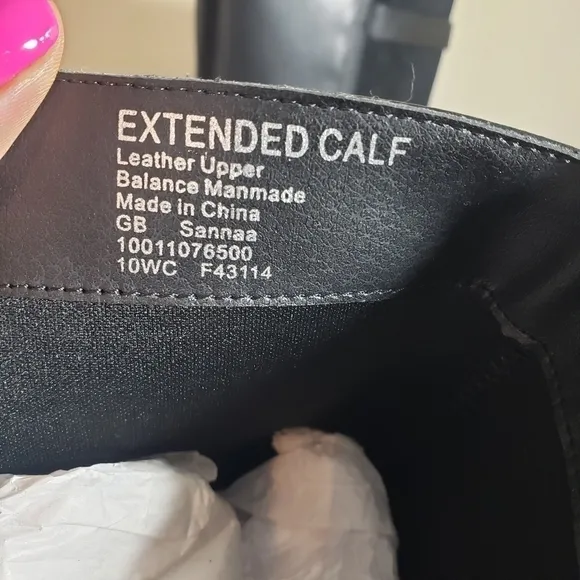 EXTENDED CALF
Leather Upper
Balance Manmade
Made in China
GB Sannaa
10011076500
10WC F43114